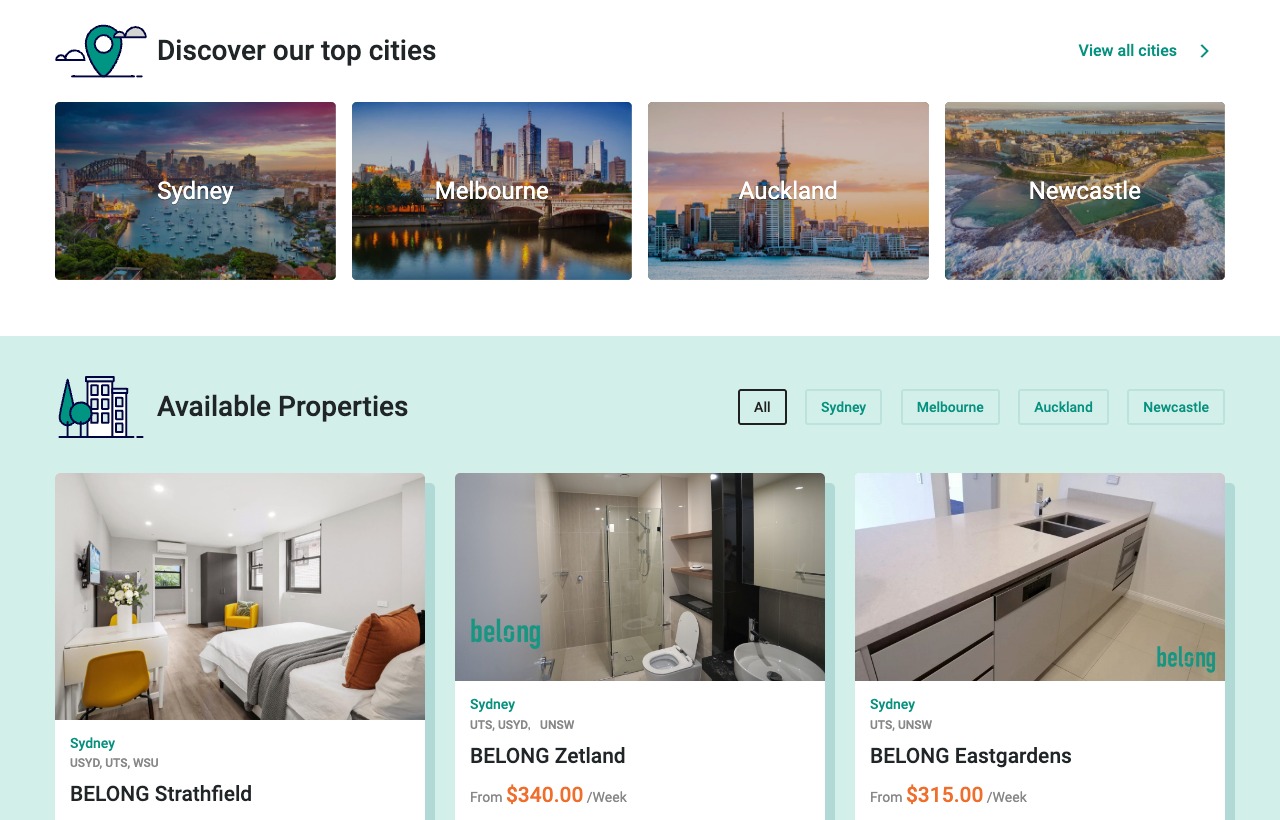 Discover our top cities
View all cities
Sydney
Melbourne
Auckland
Newcastle
Available Properties
All
Sydney
Melbourne
Auckland
Newcastle
belong
belong
Sydney
USYD, UTS, WSU
BELONG Strathfield
Sydney
UTS, USYD, UNSW
BELONG Zetland
From $340.00 /Week
Sydney
UTS, UNSW
BELONG Eastgardens
From $315.00 /Week